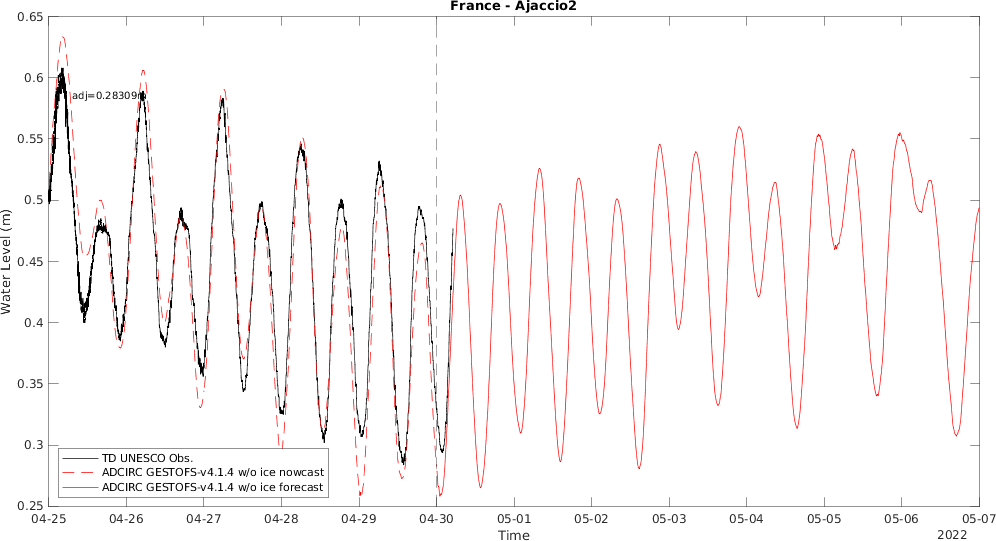 France - Ajaccio2
0.65
0.6
0.55
0.5
0.45
0.4
0.35
0.3
0.25
Water Level (m)
adj=0.28309m
TD UNESCO Obs.
ADCIRC GESTOFS-v4.1.4 w/o ice nowcast
ADCIRC GESTOFS-v4.1.4 w/o ice forecast
04-25 04-26 04-27 04-28 04-29 04-30 05-01 05-02 05-03 05-04 05-05 05-06 05-07
Time
2022